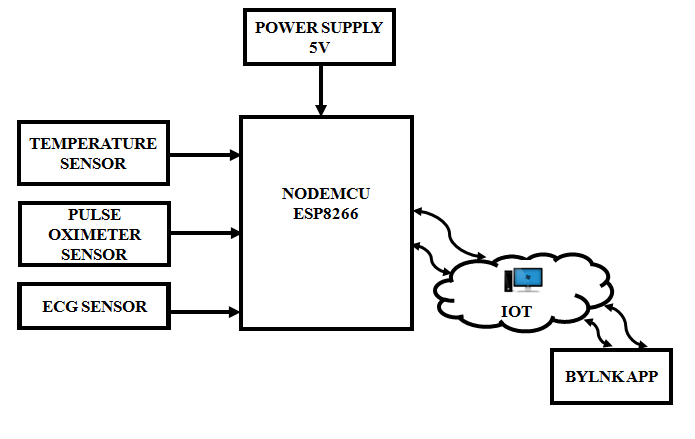 POWER SUPPLY
5V
TEMPERATURE
SENSOR
NODEMCU
ESP8266
PULSE
OXIMETER
SENSOR
ECG SENSOR
IOT
BYLNK APP